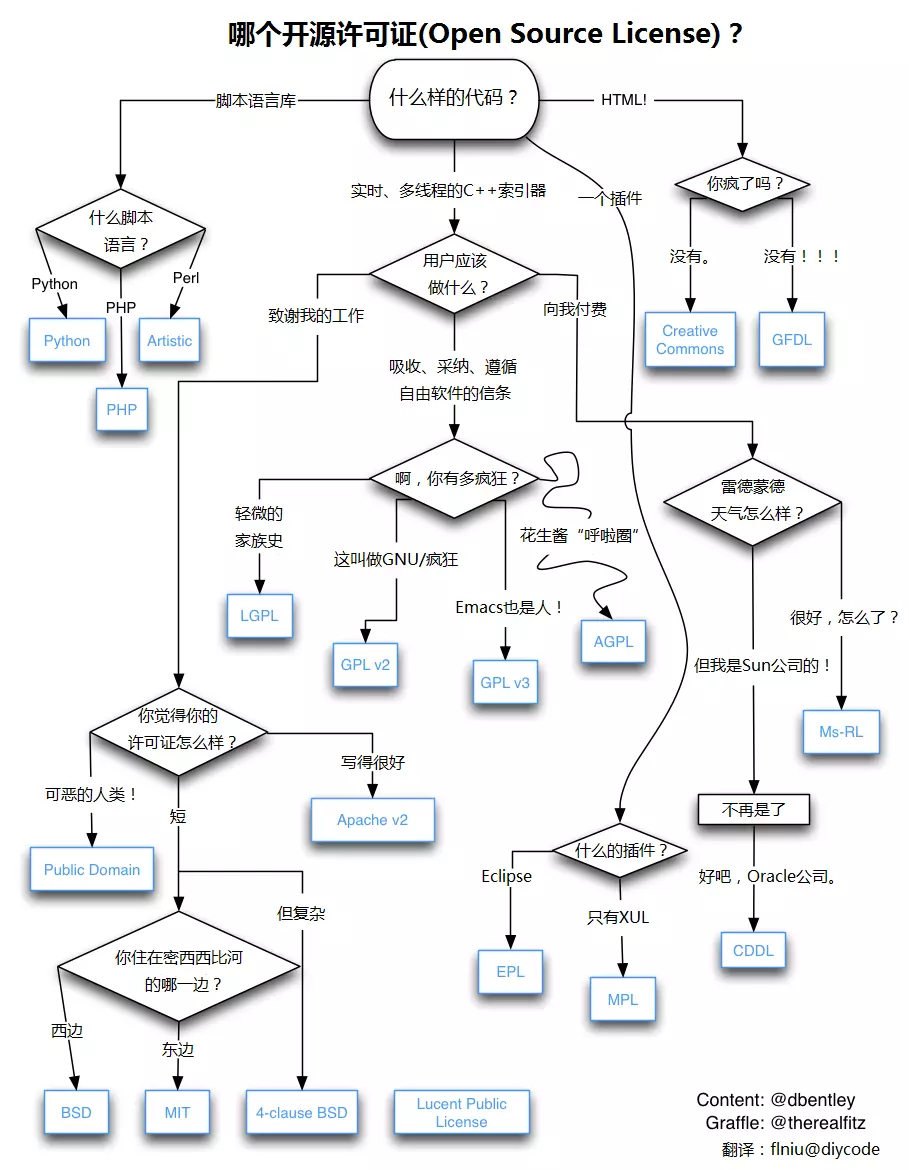 哪个开源许可证(Open Source License)？
什么样的代码？
脚本语言库
HTML!
实时、多线程的C++索引器
一个插件
你疯了吗？
没有。
没有！！！
Creative
Commons
GFDL
什么脚本
语言？
Python
PHP
Perl
Python
Artistic
PHP
用户应该
做什么？
致谢我的工作
向我付费
吸收、采纳、遵循
自由软件的信条
啊，你有多疯狂？
轻微的
家族史
这叫做GNU/疯狂
Emacs也是人！
花生酱“呼啦圈”
LGPL
GPL v2
GPL v3
AGPL
雷德蒙德
天气怎么样？
很好，怎么了？
但我是Sun公司的！
Ms-RL
不再是了
好吧，Oracle公司。
CDDL
你觉得你的
许可证怎么样？
可恶的人类！
短
写得很好
Public Domain
Apache v2
但复杂
你住在密西西比河
的哪一边？
西边
东边
BSD
MIT
4-clause BSD
Lucent Public
License
什么的插件？
Eclipse
只有XUL
EPL
MPL
Content: @dbentley
Graffle: @therealfitz
翻译：flniu@diycode